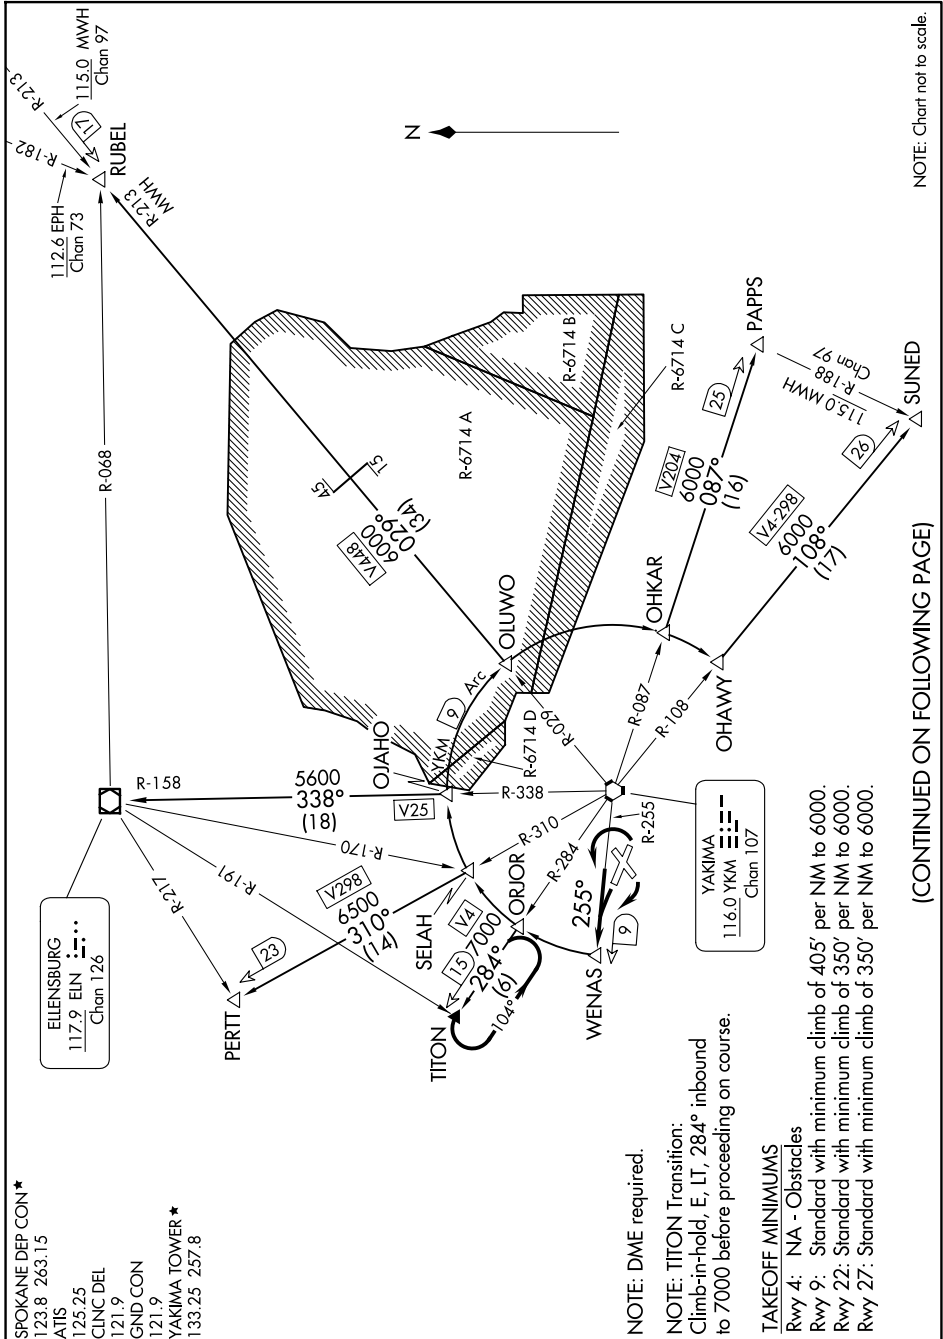 SPOKANE DEP CON★
123.8 263.15
ATIS
125.25
CLNC DEL
121.9
GND CON
121.9
YAKIMA TOWER★
133.25 257.8
ELLENSBURG
117.9 ELN
Chan 126
R-158
R-068
R-182
R-213
115.0 MWH
Chan 97
17
112.6 EPH
Chan 73
RUBEL
R-213
MWH
N
NOTE: Chart not to scale.
PERTT
23
R-217
R-191
R-170
V298
6500
310°
(14)
SELAH
5600
338°
(18)
V25
OJAHO
YKM
9
Arc
R-6714 D
R-6714 A
R-6714 B
R-6714 C
V448
6000
029°
(34)
45
15
OLUWO
R-029
R-338
R-310
R-284
R-255
R-087
R-108
TITON
15
V4
7000
284°
(6)
104°
ORJOR
WENAS
9
255°
YAKIMA
116.0 YKM
Chan 107
OHKAR
OHAWY
V204
6000
087°
(16)
25
PAPPS
V4-298
6000
108°
(17)
26
115.0 MWH
R-188
Chan 97
SUNED
NOTE: DME required.
NOTE: TITON Transition:
Climb-in-hold, E, LT, 284° inbound
to 7000 before proceeding on course.
TAKEOFF MINIMUMS
Rwy 4: NA - Obstacles
Rwy 9: Standard with minimum climb of 405' per NM to 6000.
Rwy 22: Standard with minimum climb of 350' per NM to 6000.
Rwy 27: Standard with minimum climb of 350' per NM to 6000.
(CONTINUED ON FOLLOWING PAGE)